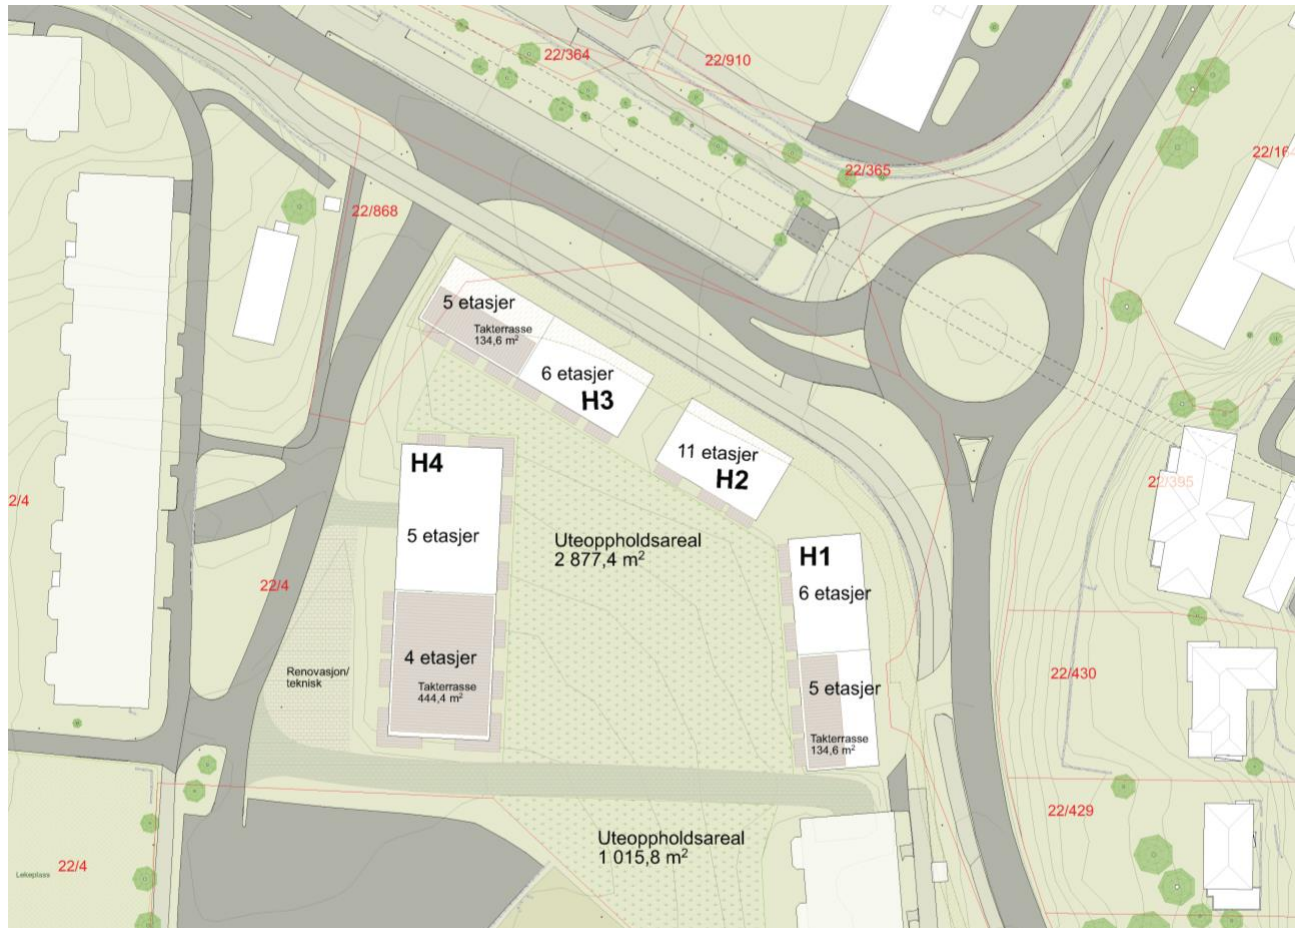 22/364
22/910
22/365
22/164
22/868
5 etasjer
Takterrasse
134,6 m²
6 etasjer
H3
11 etasjer
H2
H4
5 etasjer
22/395
2/4
Uteoppholdsareal
2 877,4 m²
H1
6 etasjer
22/4
4 etasjer
Takterrasse
444,4 m²
Renovasjon/
teknisk
5 etasjer
Takterrasse
134,6 m²
22/430
22/429
Uteoppholdsareal
1 015,8 m²
22/4
Lekeplass